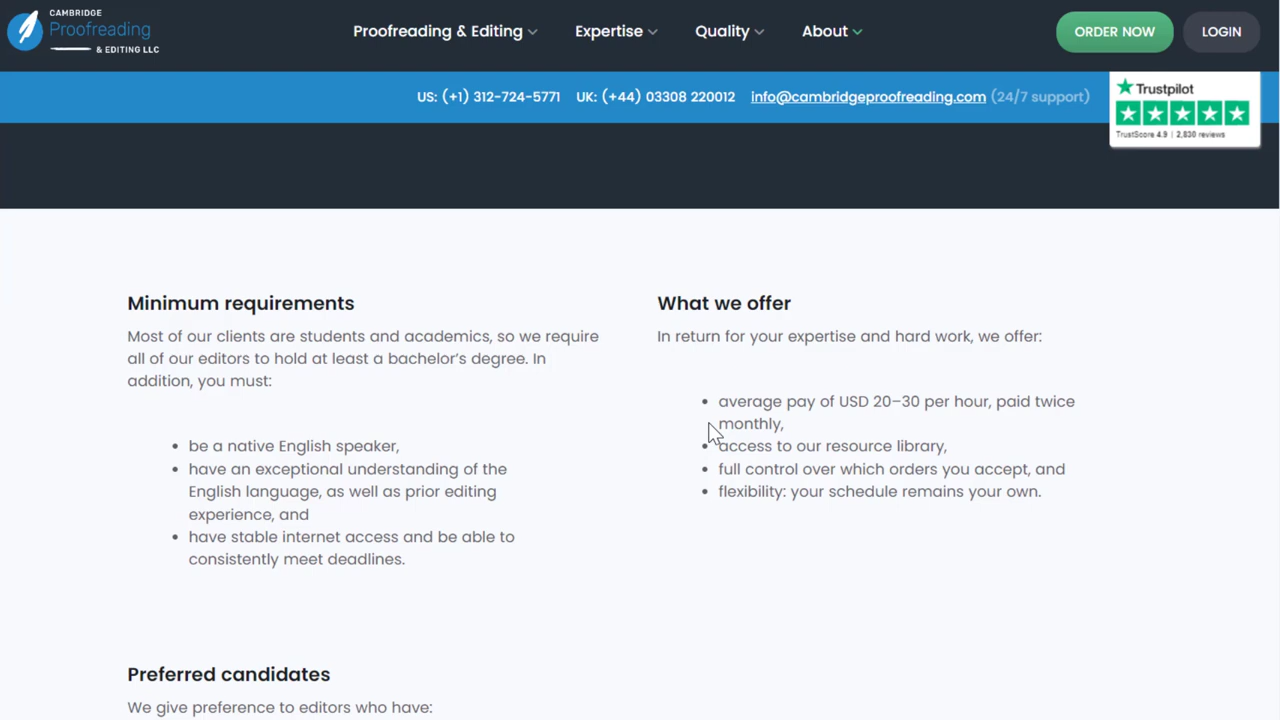 CAMBRIDGE
Proofreading
& EDITING LLC
Proofreading & Editing
Expertise
Quality
About
ORDER NOW
LOGIN
US: (+1) 312-724-5771 UK: (+44) 03308 220012 info@cambridgeproofreading.com (24/7 support)
Trustpilot
TrustScore 4.9 | 2,830 reviews
Minimum requirements
Most of our clients are students and academics, so we require
all of our editors to hold at least a bachelor's degree. In
addition, you must:
• be a native English speaker,
• have an exceptional understanding of the
English language, as well as prior editing
experience, and
• have stable internet access and be able to
consistently meet deadlines.
What we offer
In return for your expertise and hard work, we offer:
• average pay of USD 20–30 per hour, paid twice
monthly,
• access to our resource library,
• full control over which orders you accept, and
• flexibility: your schedule remains your own.
Preferred candidates
We give preference to editors who have: